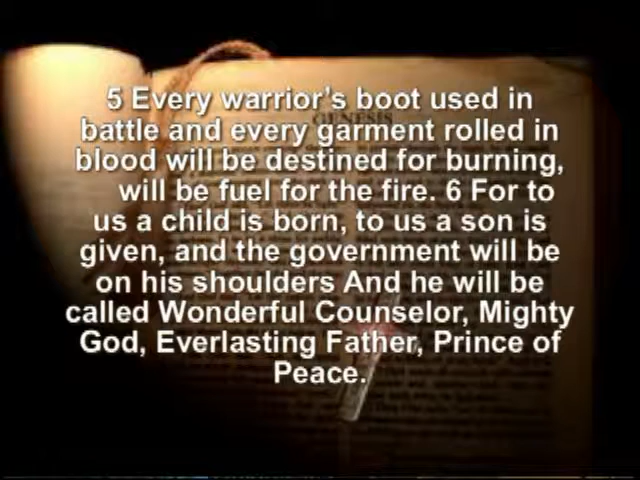 GENESIS
5 Every warrior's boot used in
battle and every garment rolled in
blood will be destined for burning,
will be fuel for the fire. 6 For to
us a child is born, to us a son is
given, and the government will be
on his shoulders And he will be
called Wonderful Counselor, Mighty
God, Everlasting Father, Prince of
Peace.